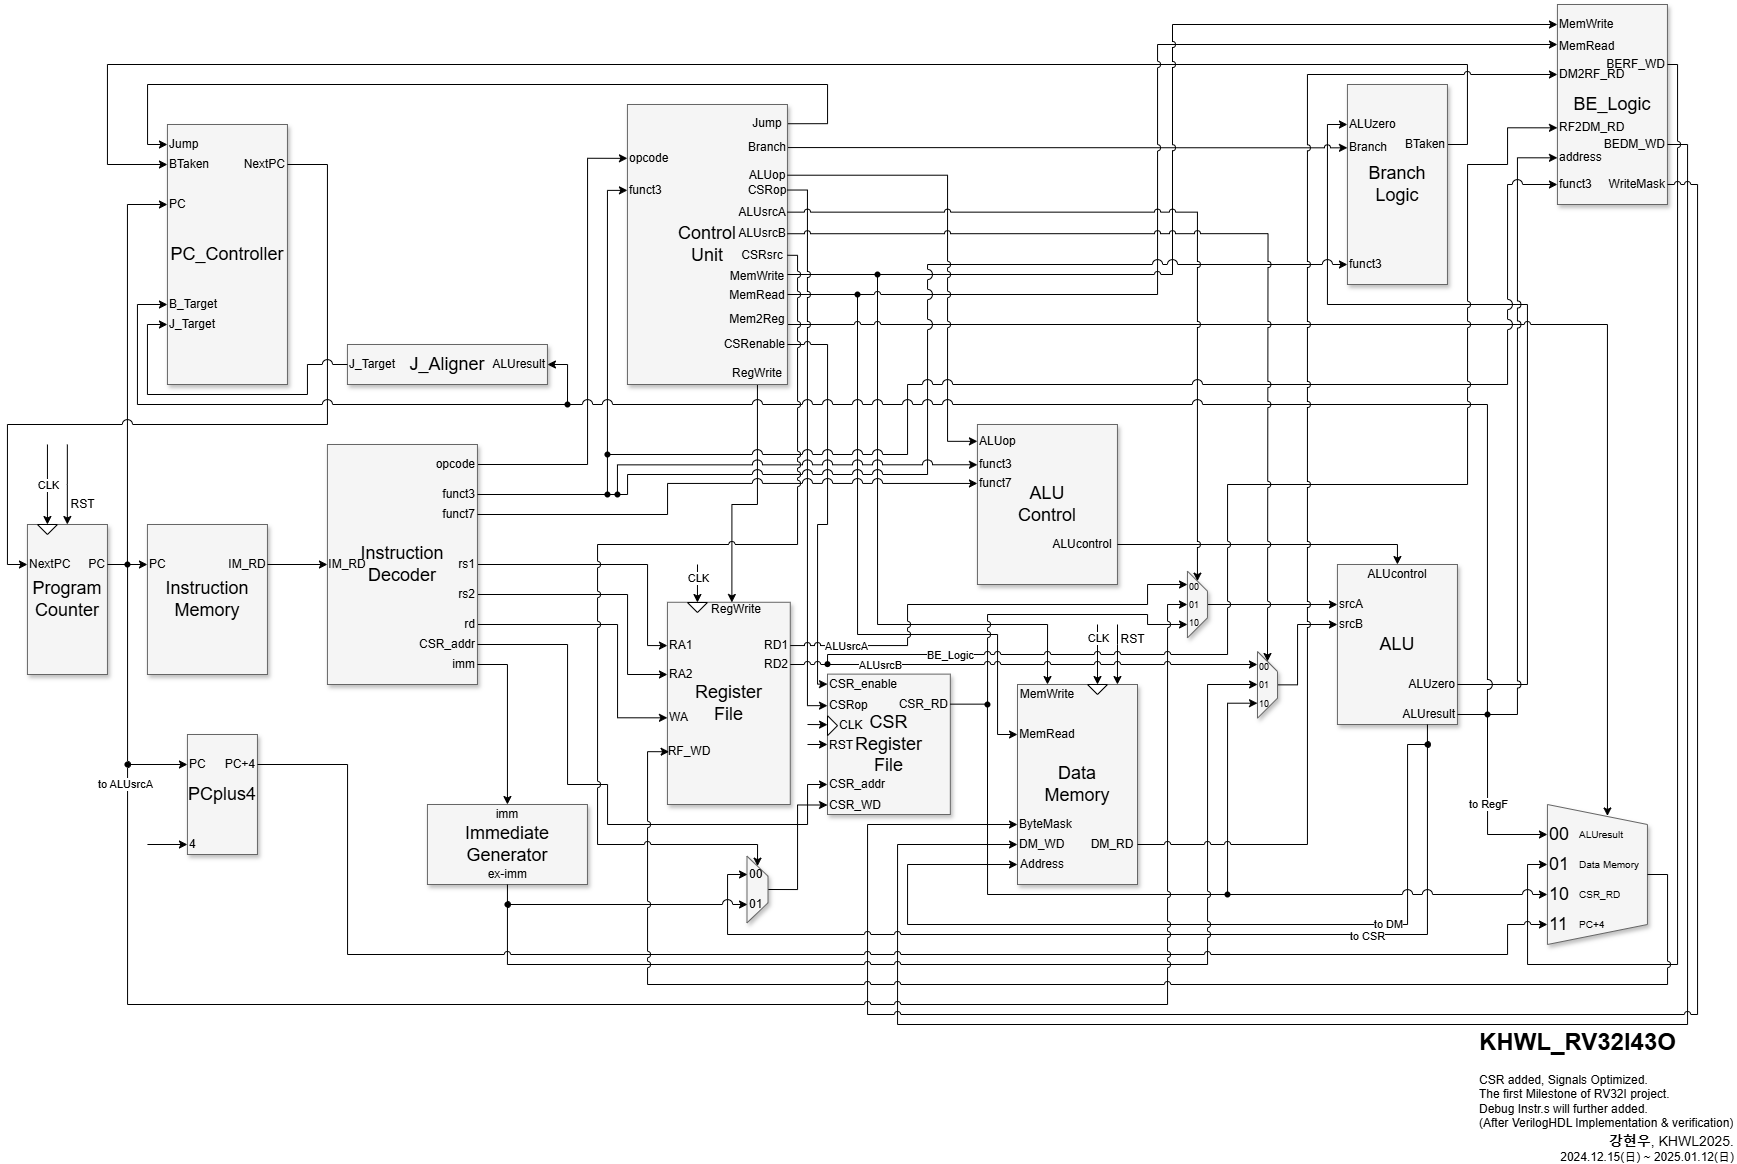 Jump
BTaken
PC
B_Target
J_Target
NextPC
PC_Controller
J_Target
J_Aligner
ALUresult
opcode
funct3
Control
Unit
Jump
Branch
ALUop
CSRop
ALUsrcA
ALUsrcB
CSRsrc
MemWrite
MemRead
Mem2Reg
CSRenable
RegWrite
ALUzero
Branch
BTaken
Branch
Logic
funct3
MemWrite
MemRead
BERF_WD
DM2RF_RD
BE_Logic
RF2DM_RD
BEDM_WD
address
funct3
WriteMask
CLK
RST
NextPC
PC
Program
Counter
PC
IM_RD
Instruction
Memory
IM_RD
Instruction
Decoder
opcode
funct3
funct7
rs1
rs2
rd
CSR_addr
imm
ALUop
funct3
funct7
ALU
Control
ALUcontrol
CLK
RegWrite
RA1
RA2
WA
RF_WD
RD1
RD2
Register
File
ALUsrcA
ALUsrcB
BE_Logic
CSR_enable
CSRop
CLK
RST
CSR_RD
CSR
Register
File
CSR_addr
CSR_WD
CLK
RST
MemWrite
MemRead
Data
Memory
ByteMask
DM_WD
DM_RD
Address
00
01
10
00
01
10
ALUcontrol
srcA
srcB
ALU
ALUzero
ALUresult
to ALUsrcA
PC
PC+4
PCplus4
4
imm
Immediate
Generator
ex-imm
00
01
to DM
to CSR
to RegF
00 ALUresult
01 Data Memory
10 CSR_RD
11 PC+4
KHWL_RV32I43O
CSR added, Signals Optimized.
The first Milestone of RV32I project.
Debug Instr.s will further added.
(After VerilogHDL Implementation & verification)
강현우, KHWL2025.
2024.12.15(日) ~ 2025.01.12(日)